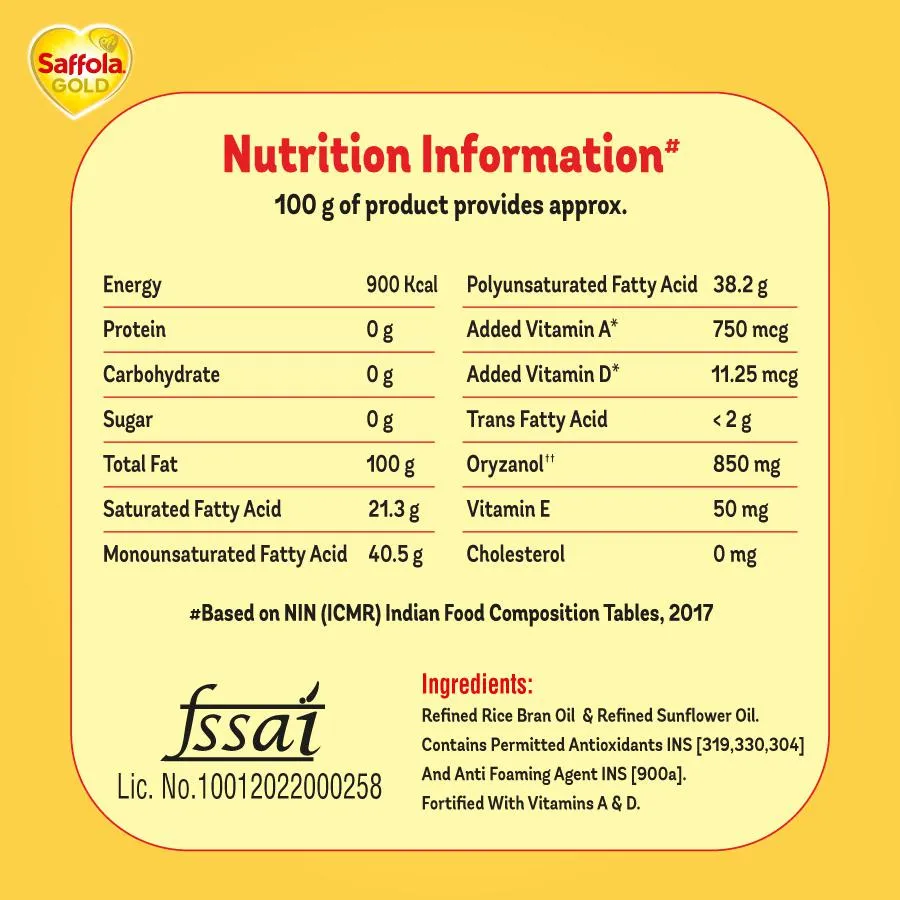 Saffola
GOLD
Nutrition Information#
100 g of product provides approx.
Energy 900 Kcal
Protein 0 g
Carbohydrate 0 g
Sugar 0 g
Total Fat 100 g
Saturated Fatty Acid 21.3 g
Monounsaturated Fatty Acid 40.5 g
Polyunsaturated Fatty Acid 38.2 g
Added Vitamin A* 750 mcg
Added Vitamin D* 11.25 mcg
Trans Fatty Acid < 2 g
Oryzanol†† 850 mg
Vitamin E 50 mg
Cholesterol 0 mg
#Based on NIN (ICMR) Indian Food Composition Tables, 2017
fssai
Lic. No.10012022000258
Ingredients:
Refined Rice Bran Oil & Refined Sunflower Oil.
Contains Permitted Antioxidants INS [319,330,304]
And Anti Foaming Agent INS [900a].
Fortified With Vitamins A & D.